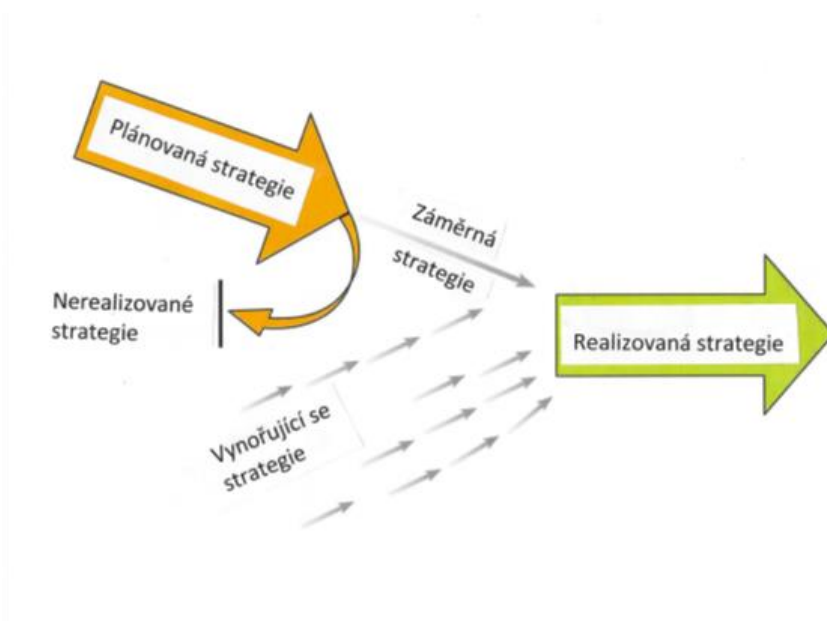 Plánovaná strategie
Záměrná
strategie
Nerealizované
strategie
Realizovaná strategie
Vynořující se
strategie